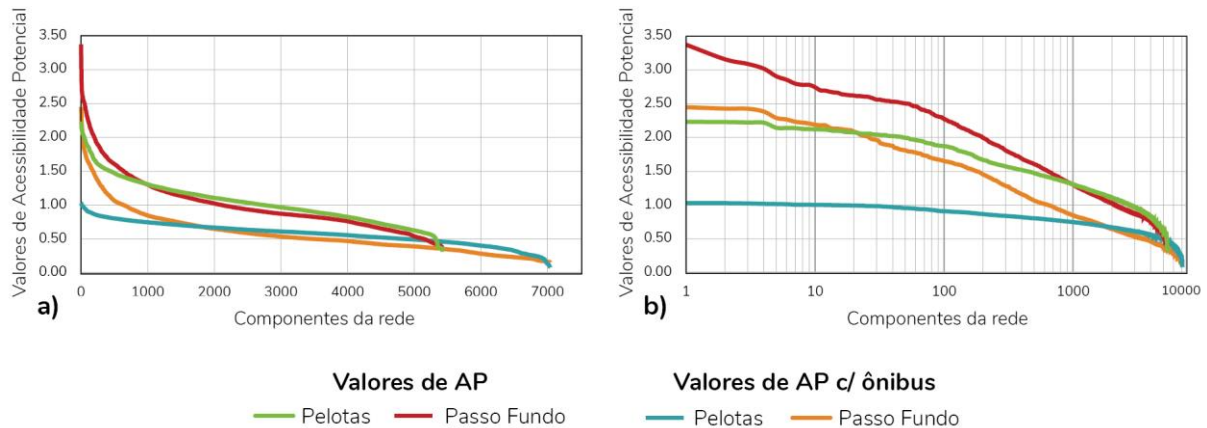 Valores de Acessibilidade Potencial
3.50
3.00
2.50
2.00
1.50
1.00
0.50
0.00
0 1000 2000 3000 4000 5000 6000 7000
a)
Componentes da rede
Valores de Acessibilidade Potencial
3.50
3.00
2.50
2.00
1.50
1.00
0.50
0.00
1 10 100 1000 10000
b)
Componentes da rede
Valores de AP
Pelotas Passo Fundo
Valores de AP c/ ônibus
Pelotas Passo Fundo